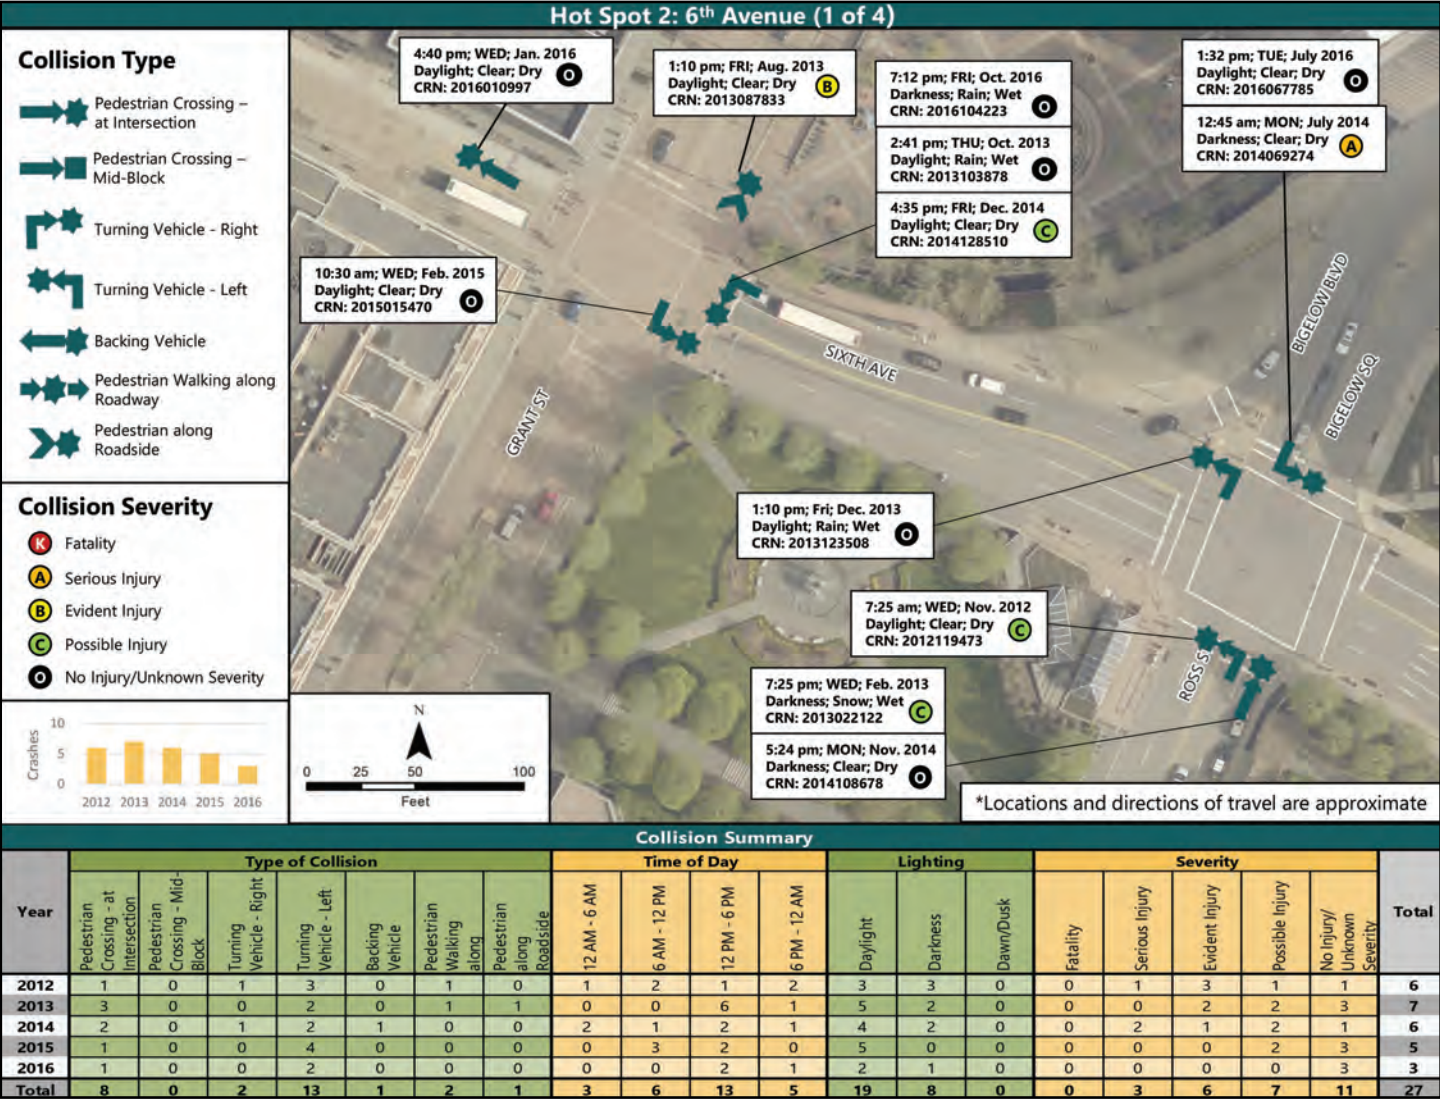 Hot Spot 2: 6th Avenue (1 of 4)
Collision Type
Pedestrian Crossing –
at Intersection
Pedestrian Crossing –
Mid-Block
Turning Vehicle - Right
Turning Vehicle - Left
Backing Vehicle
Pedestrian Walking along
Roadway
Pedestrian along
Roadside
Collision Severity
K Fatality
A Serious Injury
B Evident Injury
C Possible Injury
O No Injury/Unknown Severity
Crashes
10
5
0
2012 2013 2014 2015 2016
4:40 pm; WED, Jan. 2016
Daylight; Clear; Dry O
CRN: 2016010997
1:10 pm; FRI; Aug. 2013
Daylight; Clear; Dry B
CRN: 2013087833
7:12 pm; FRI, Oct. 2016
Darkness; Rain; Wet
CRN: 2016104223 O
2:41 pm; THU; Oct. 2013
Daylight; Rain; Wet
CRN: 2013103878 O
4:35 pm; FRI, Dec. 2014
Daylight; Clear; Dry C
CRN: 2014128510
1:32 pm; TUE; July 2016
Daylight; Clear; Dry O
CRN: 2016067785
12:45 am; MON; July 2014
Darkness; Clear; Dry A
CRN: 2014069274
10:30 am; WED; Feb. 2015
Daylight; Clear; Dry O
CRN: 2015015470
1:10 pm; Fri; Dec. 2013
Daylight; Rain; Wet O
CRN: 2013123508
7:25 am; WED; Nov. 2012
Daylight; Clear; Dry C
CRN: 2012119473
7:25 pm; WED; Feb. 2013
Darkness; Snow; Wet C
CRN: 2013022122
5:24 pm; MON; Nov. 2014
Darkness; Clear; Dry O
CRN: 2014108678
SIXTH AVE
GRANT ST
BIGELOW BLVD
BIGELOW SQ
ROSS S
N
0 25 50 100
Feet
*Locations and directions of travel are approximate
Collision Summary
Year Type of Collision Time of Day Lighting Severity Total
Pedestrian Crossing - at Intersection
Pedestrian Crossing - Mid-Block
Turning Vehicle - Right
Turning Vehicle - Left
Backing Vehicle
Pedestrian Walking along
Pedestrian along Roadside
12 AM - 6 AM
6 AM - 12 PM
12 PM - 6 PM
6 PM - 12 AM
Daylight
Darkness
Dawn/Dusk
Fatality
Serious Injury
Evident Injury
Possible Injury
No Injury/ Unknown Severity
2012 1 0 1 3 0 1 0 1 2 1 2 3 3 0 0 1 3 1 1 6
2013 3 0 0 2 0 1 1 0 0 6 1 5 2 0 0 0 2 2 3 7
2014 2 0 1 2 1 0 0 2 1 2 1 4 2 0 0 2 1 2 1 6
2015 1 0 0 4 0 0 0 0 3 2 0 5 0 0 0 0 0 2 3 5
2016 1 0 0 2 0 0 0 0 0 2 1 2 1 0 0 0 0 0 3 3
Total 8 0 2 13 1 2 1 3 6 13 5 19 8 0 0 3 6 7 11 27